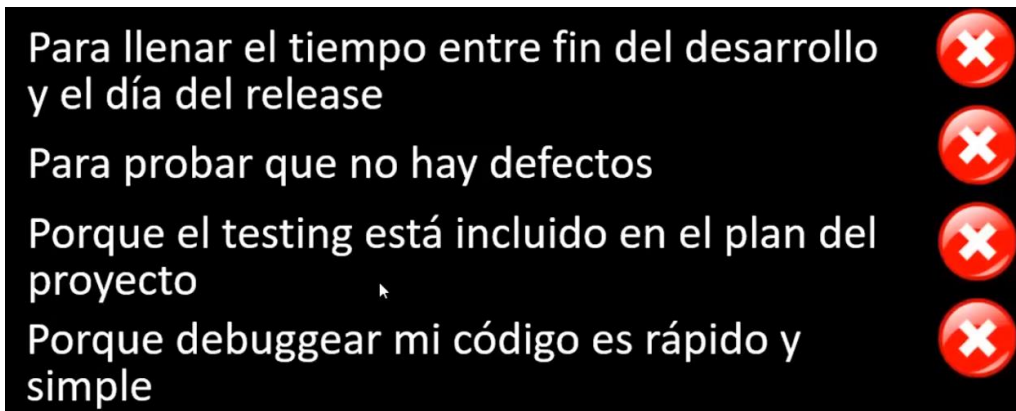 Para llenar el tiempo entre fin del desarrollo
y el día del release
Para probar que no hay defectos
Porque el testing está incluido en el plan del
proyecto
Porque debuggear mi código es rápido y
simple